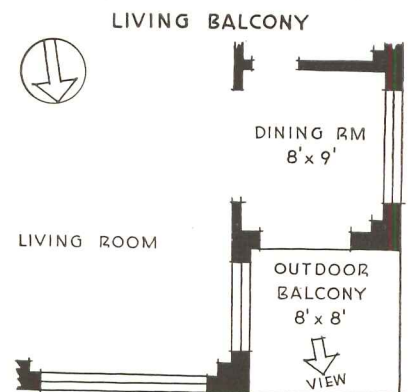 LIVING BALCONY
DINING RM
8'x 9'
LIVING ROOM
OUTDOOR
BALCONY
8'x 8'
VIEW